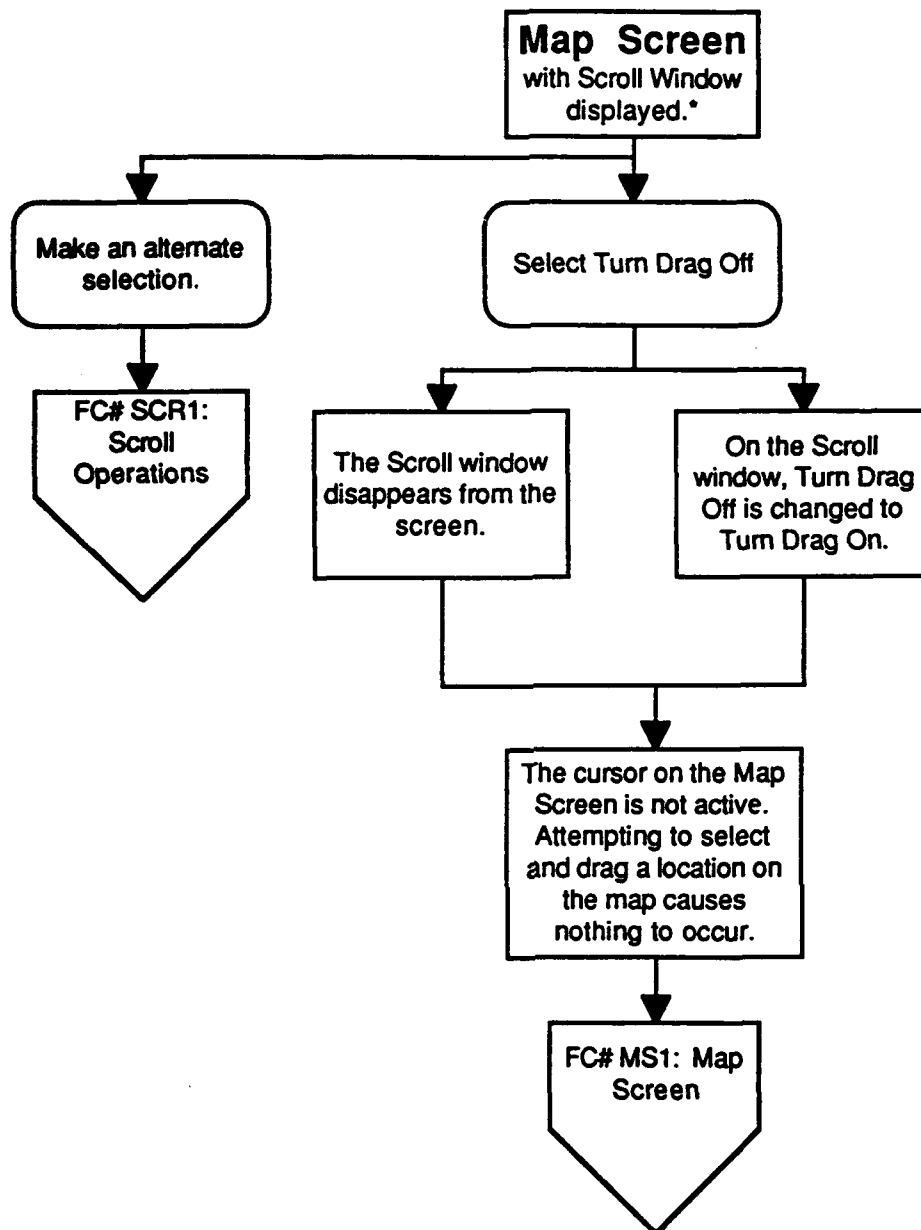 Map Screen
with Scroll Window
displayed.*
Make an alternate
selection.
Select Turn Drag Off
FC# SCR1:
Scroll
Operations
The Scroll window
disappears from the
screen.
On the Scroll
window, Turn Drag
Off is changed to
Turn Drag On.
The cursor on the Map
Screen is not active.
Attempting to select
and drag a location on
the map causes
nothing to occur.
FC# MS1: Map
Screen